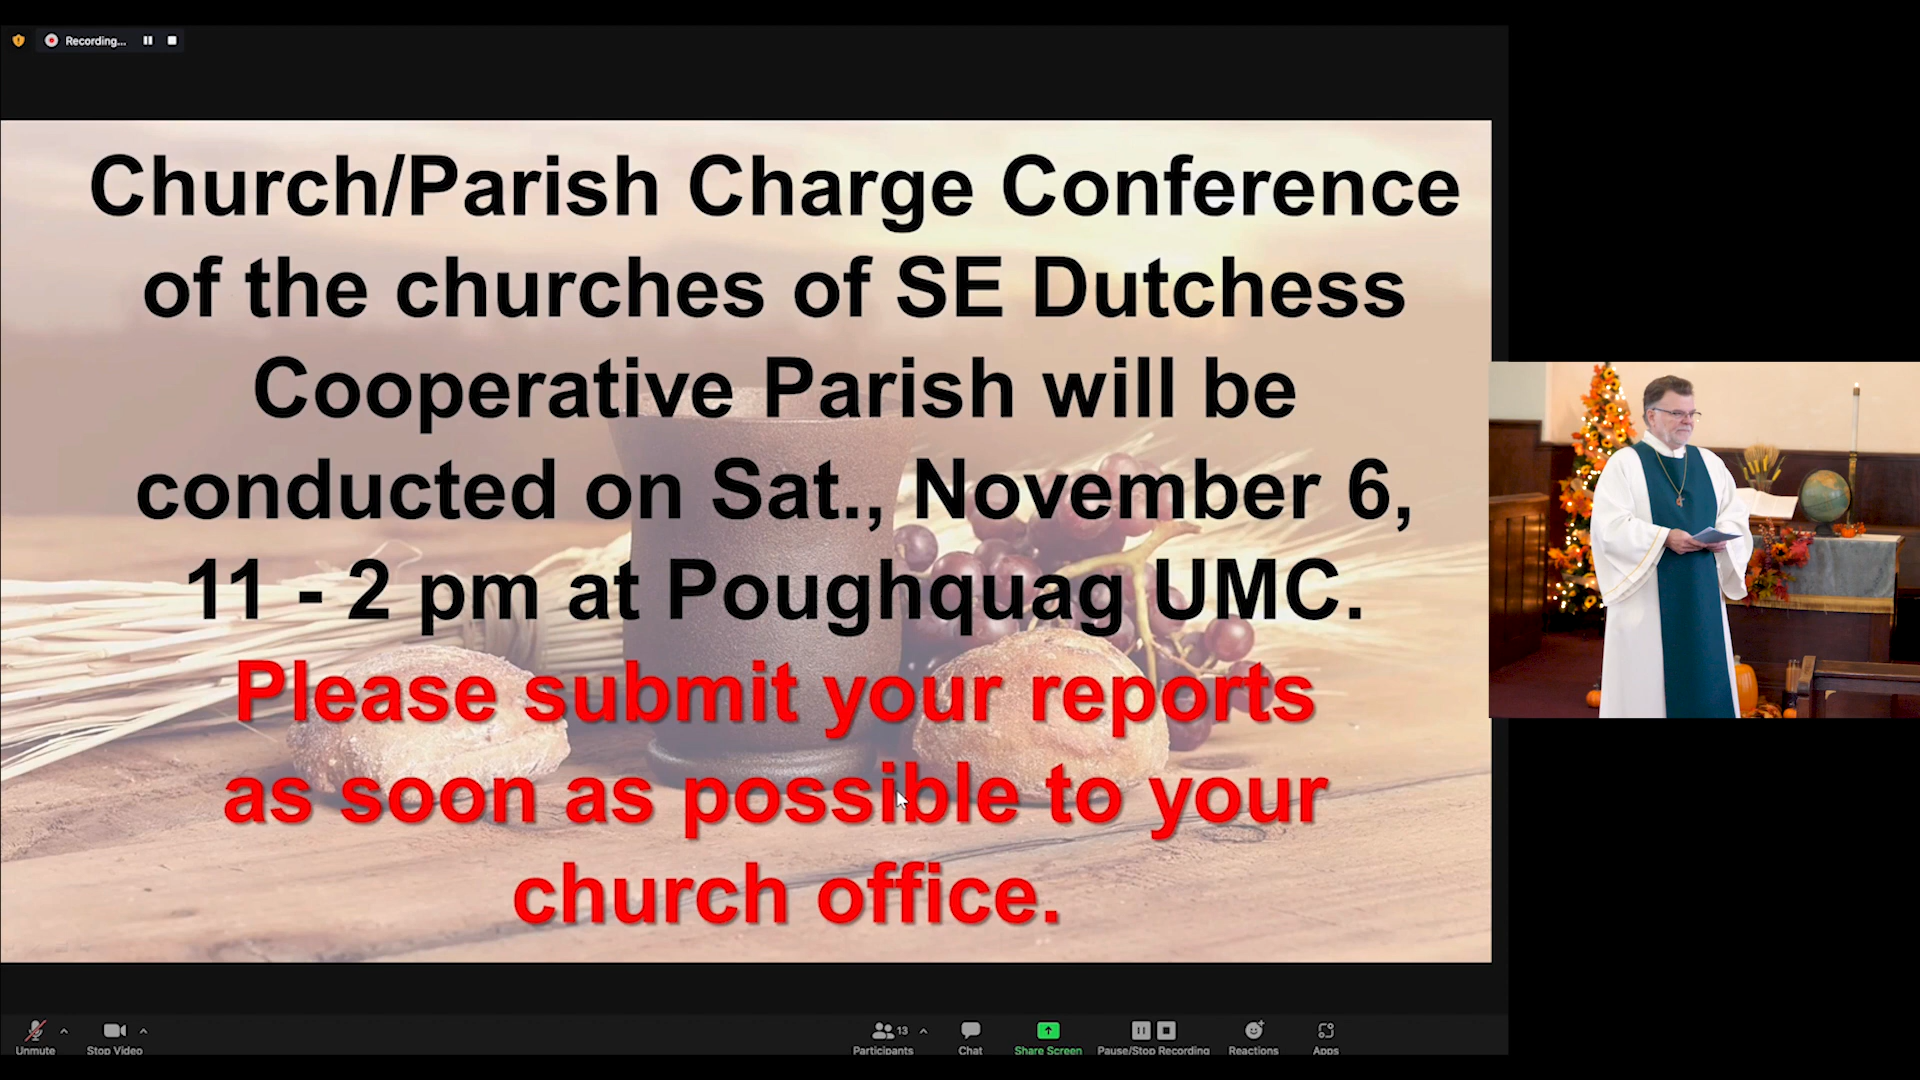 Recording...
Church/Parish Charge Conference
of the churches of SE Dutchess
Cooperative Parish will be
conducted on Sat., November 6,
11 - 2 pm at Poughquag UMC.
Please submit your reports
as soon as possible to your
church office.
Unmute
Stop Video
13
Participants
Chat
Share Screen
Pause/Stop Recording
Reactions
Apps